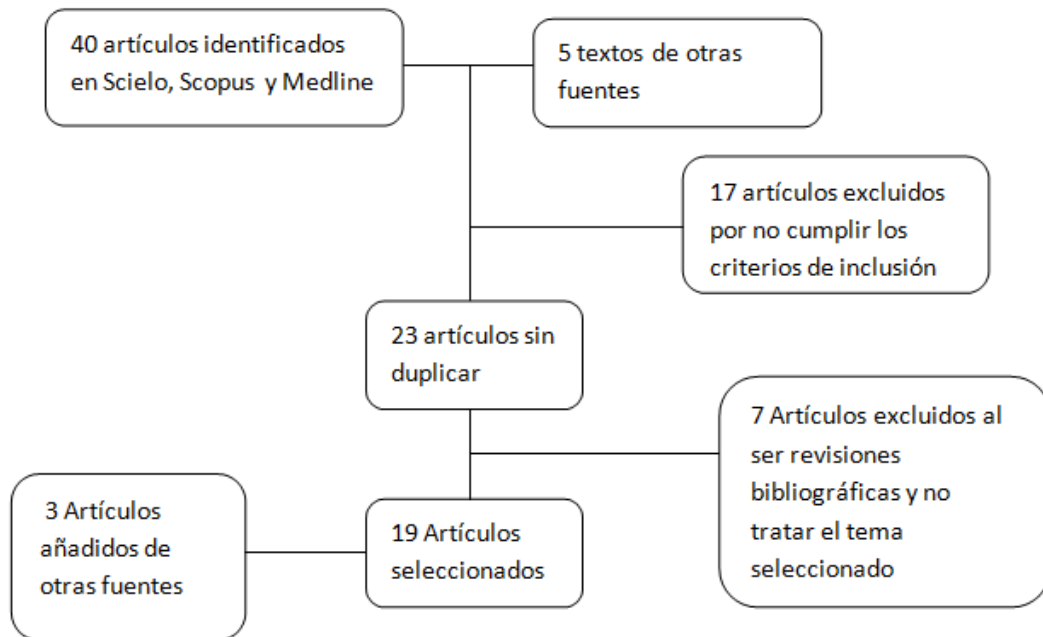 40 artículos identificados
en Scielo, Scopus y Medline
5 textos de otras
fuentes
17 artículos excluidos
por no cumplir los
criterios de inclusión
23 artículos sin
duplicar
7 Artículos excluidos al
ser revisiones
bibliográficas y no
tratar el tema
seleccionado
3 Artículos
añadidos de
otras fuentes
19 Artículos
seleccionados